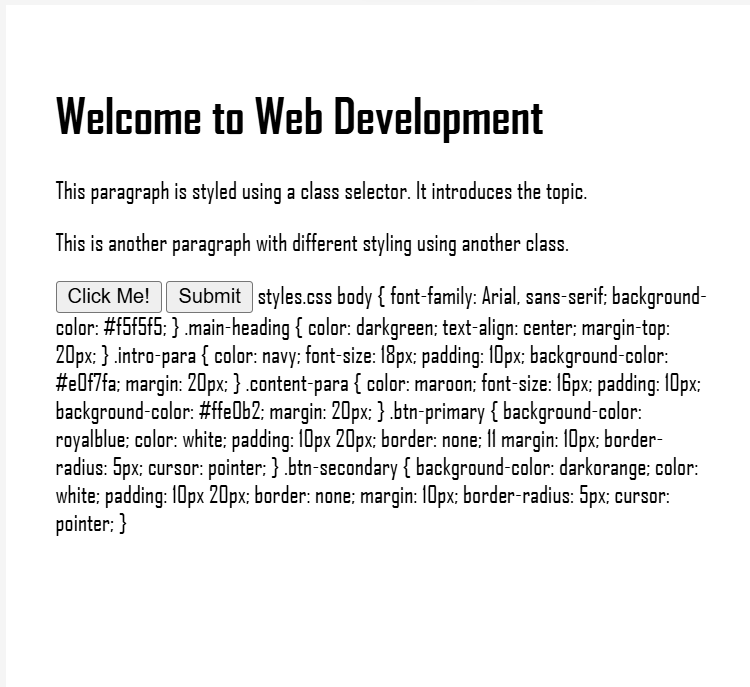 Welcome to Web Development
This paragraph is styled using a class selector. It introduces the topic.
This is another paragraph with different styling using another class.
Click Me! Submit styles.css body { font-family: Arial, sans-serif; background-
color: #f5f5f5; } .main-heading { color: darkgreen; text-align: center; margin-top:
20px; } .intro-para { color: navy; font-size: 18px; padding: 10px; background-color:
#e0f7fa; margin: 20px; } .content-para { color: maroon; font-size: 16px; padding: 10px;
background-color: #ffe0b2; margin: 20px; } .btn-primary { background-color:
royalblue; color: white; padding: 10px 20px; border: none; 11 margin: 10px; border-
radius: 5px; cursor: pointer; } .btn-secondary { background-color: darkorange; color:
white; padding: 10px 20px; border: none; margin: 10px; border-radius: 5px; cursor:
pointer; }